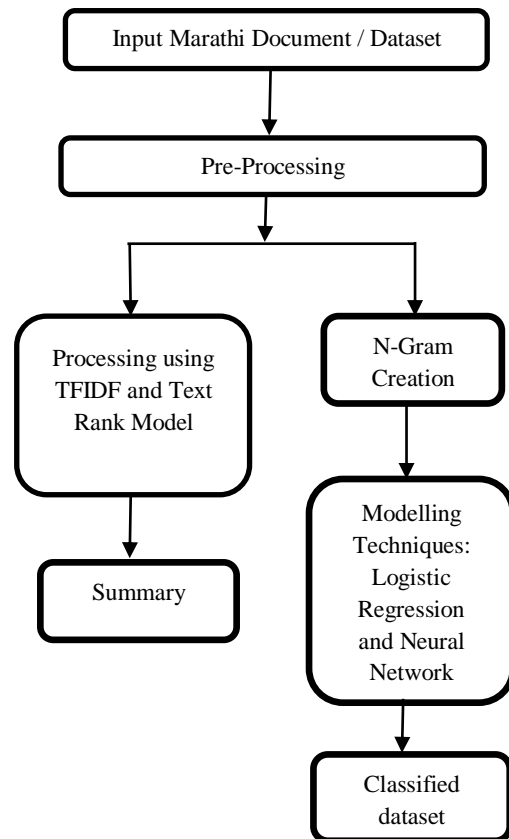 Input Marathi Document / Dataset
Pre-Processing
Processing using
TFIDF and Text
Rank Model
Summary
N-Gram
Creation
Modelling
Techniques:
Logistic
Regression
and Neural
Network
Classified
dataset